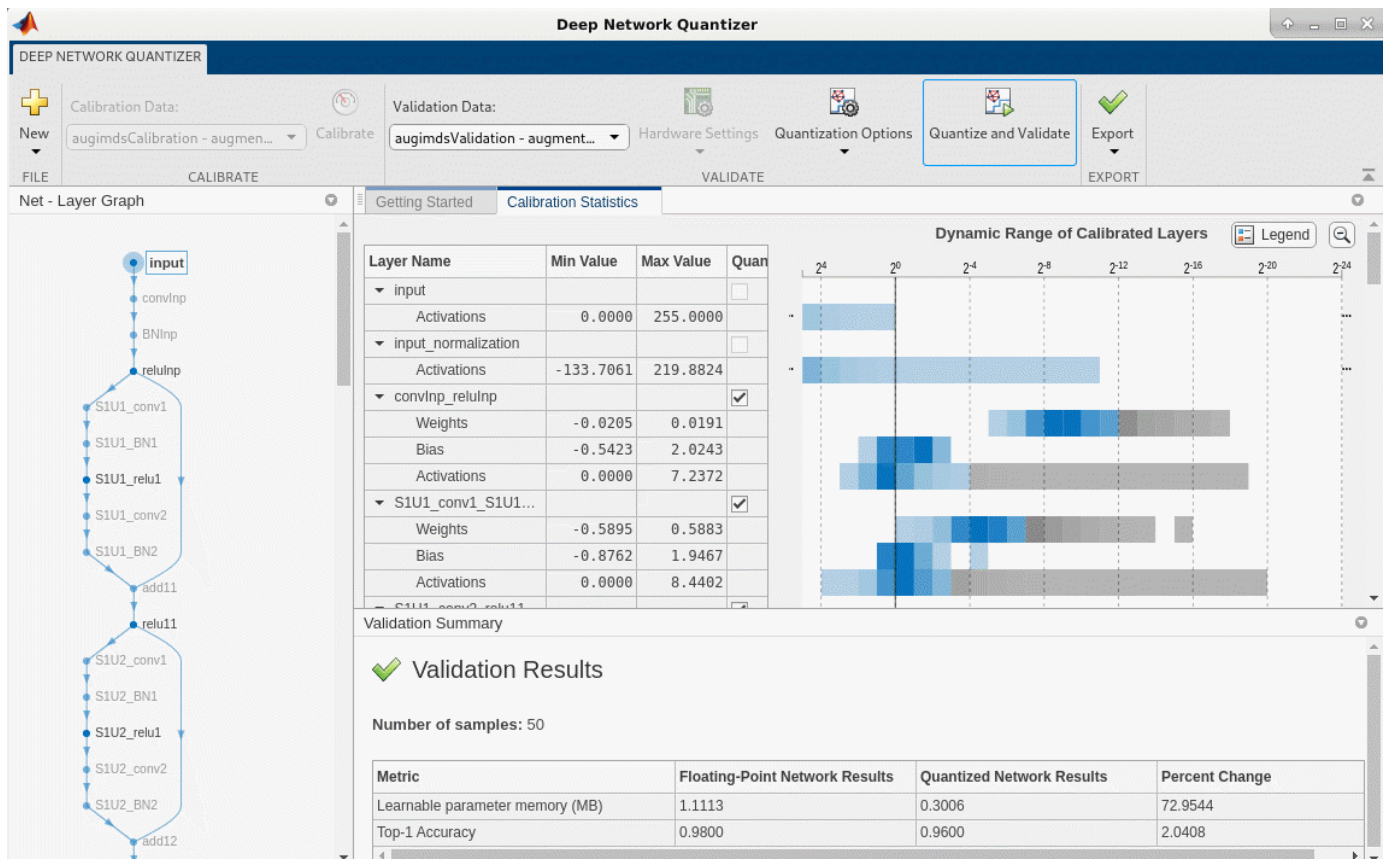 Deep Network Quantizer
DEEP NETWORK QUANTIZER
New
Calibration Data:
augimdsCalibration - augmen...
Calibrate
Validation Data:
augimdsValidation - augment...
Hardware Settings
Quantization Options
Quantize and Validate
Export
FILE
CALIBRATE
VALIDATE
EXPORT
Net - Layer Graph
input
convInp
BNInp
reluInp
S1U1_conv1
S1U1_BN1
S1U1_relu1
S1U1_conv2
S1U1_BN2
add11
relu11
S1U2_conv1
S1U2_BN1
S1U2_relu1
S1U2_conv2
S1U2_BN2
add12
Getting Started Calibration Statistics
Dynamic Range of Calibrated Layers
Legend
Layer Name Min Value Max Value Quan
input
Activations 0.0000 255.0000
input_normalization
Activations -133.7061 219.8824
convInp_reluInp
Weights -0.0205 0.0191
Bias -0.5423 2.0243
Activations 0.0000 7.2372
S1U1_conv1_S1U1...
Weights -0.5895 0.5883
Bias -0.8762 1.9467
Activations 0.0000 8.4402
S1U1_conv2_relu11
2⁴ 2⁰ 2⁻⁴ 2⁻⁸ 2⁻¹² 2⁻¹⁶ 2⁻²⁰ 2⁻²⁴
Validation Summary
Validation Results
Number of samples: 50
Metric Floating-Point Network Results Quantized Network Results Percent Change
Learnable parameter memory (MB) 1.1113 0.3006 72.9544
Top-1 Accuracy 0.9800 0.9600 2.0408